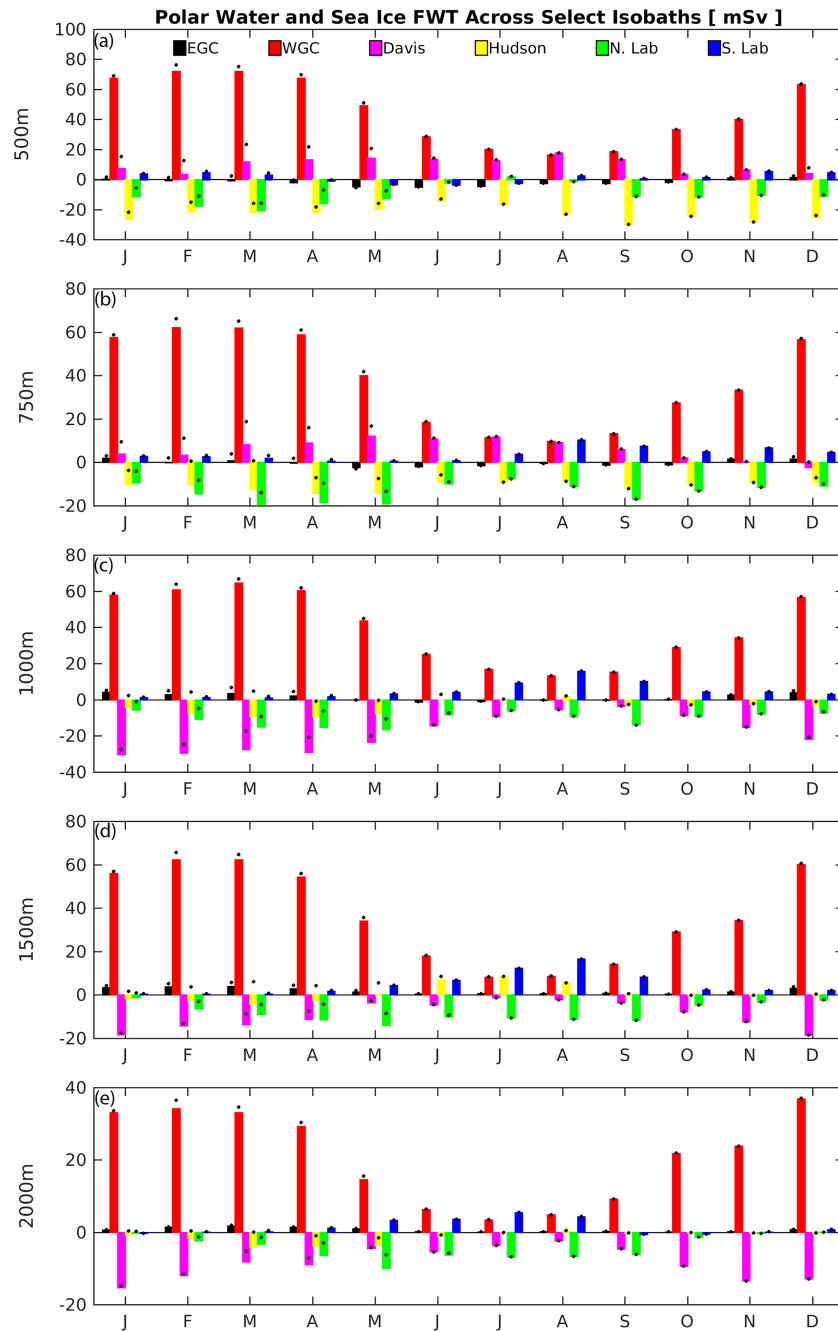 Polar Water and Sea Ice FWT Across Select Isobaths [ mSv ]
(a)
EGC WGC Davis Hudson N. Lab S. Lab
500m
100
80
60
40
20
0
-20
-40
J F M A M J J A S O N D
(b)
750m
80
60
40
20
0
-20
J F M A M J J A S O N D
(c)
1000m
80
60
40
20
0
-20
-40
J F M A M J J A S O N D
(d)
1500m
80
60
40
20
0
-20
J F M A M J J A S O N D
(e)
2000m
40
20
0
-20
J F M A M J J A S O N D